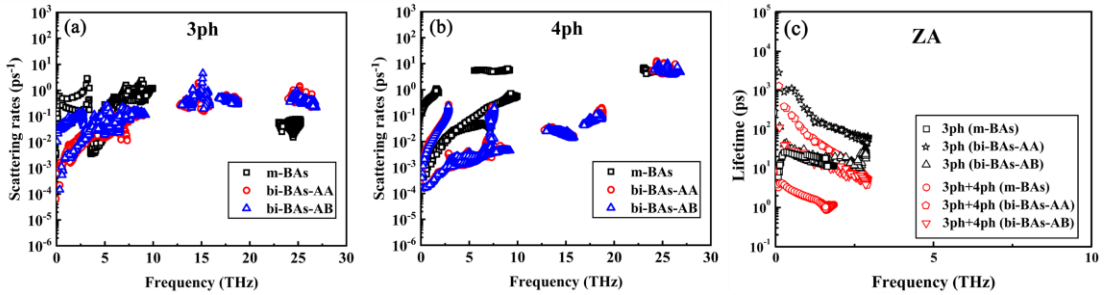 (a) 3ph
Scattering rates (ps⁻¹)
10³
10²
10¹
10⁰
10⁻¹
10⁻²
10⁻³
10⁻⁴
10⁻⁵
10⁻⁶
m-BAs
bi-BAs-AA
bi-BAs-AB
0 5 10 15 20 25 30
Frequency (THz)
(b) 4ph
Scattering rates (ps⁻¹)
10³
10²
10¹
10⁰
10⁻¹
10⁻²
10⁻³
10⁻⁴
10⁻⁵
10⁻⁶
m-BAs
bi-BAs-AA
bi-BAs-AB
0 5 10 15 20 25 30
Frequency (THz)
(c) ZA
Lifetime (ps)
10⁵
10⁴
10³
10²
10¹
10⁰
10⁻¹
3ph (m-BAs)
3ph (bi-BAs-AA)
3ph (bi-BAs-AB)
3ph+4ph (m-BAs)
3ph+4ph (bi-BAs-AA)
3ph+4ph (bi-BAs-AB)
0 5 10
Frequency (THz)